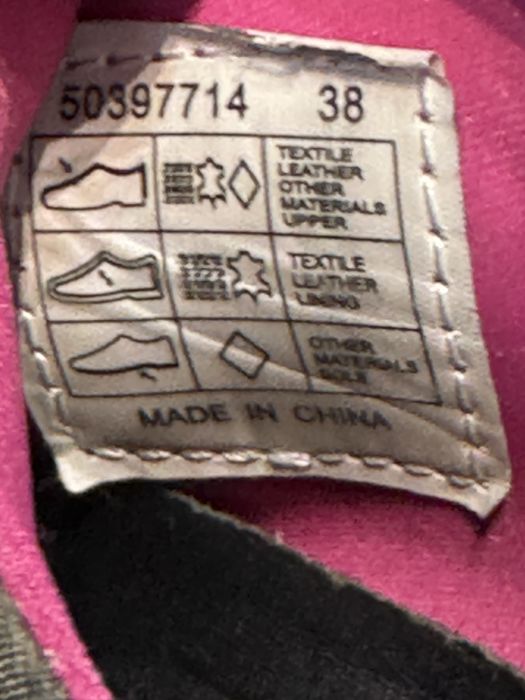 50397714 38
TEXTILE
LEATHER
OTHER
MATERIALS
UPPER
TEXTILE
LEATHER
LINING
OTHER
MATERIALS
SOLE
MADE IN CHINA